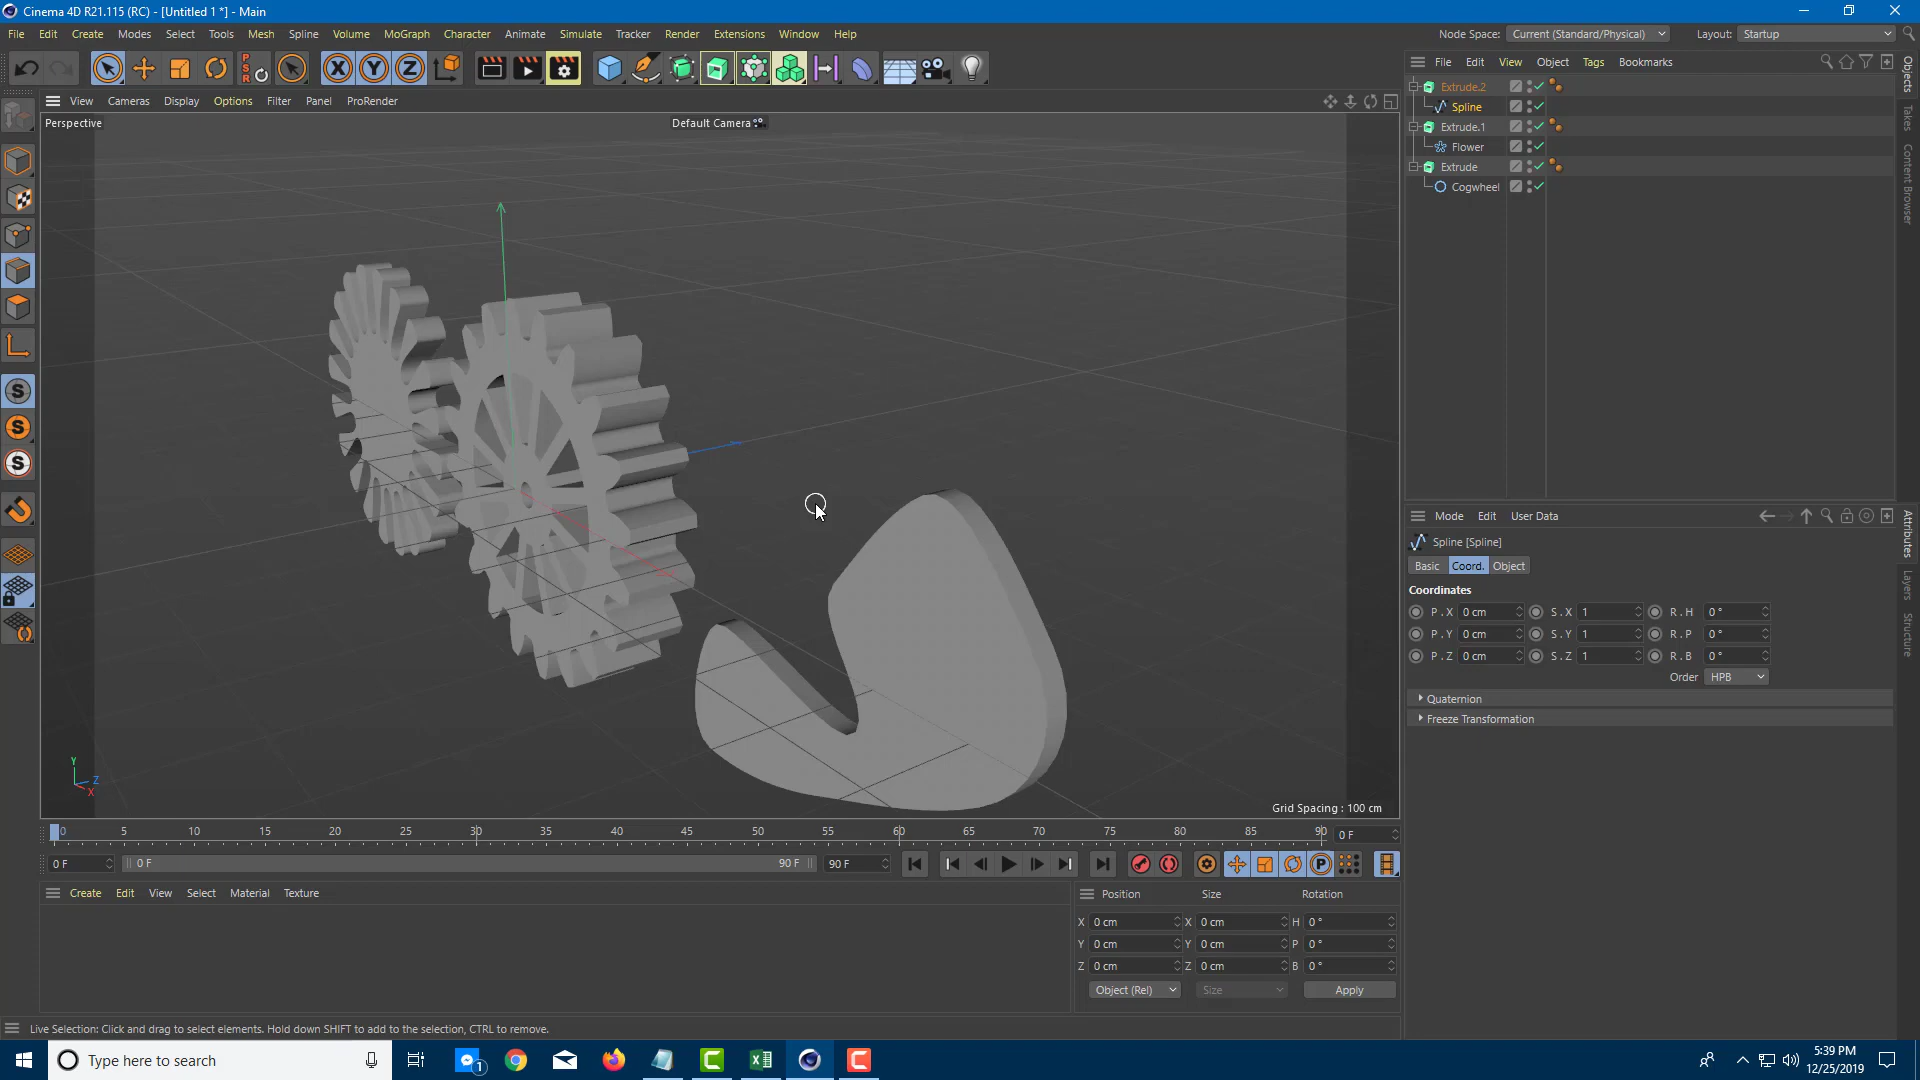 Cinema 4D R21.115 (RC) - [Untitled 1 *] - Main
File Edit Create Modes Select Tools Mesh Spline Volume MoGraph Character Animate Simulate Tracker Render Extensions Window Help
Node Space: Current (Standard/Physical) Layout: Startup
P
S
R
X Y Z
File Edit View Object Tags Bookmarks
View Cameras Display Options Filter Panel ProRender
Perspective
Default Camera
Extrude.2
Spline
Extrude.1
Flower
Extrude
Cogwheel
Objects
Takes
Content Browser
S
S
S
Mode Edit User Data
Spline [Spline]
Basic Coord. Object
Coordinates
P . X 0 cm S . X 1 R . H 0 °
P . Y 0 cm S . Y 1 R . P 0 °
P . Z 0 cm S . Z 1 R . B 0 °
Order HPB
Quaternion
Freeze Transformation
Attributes
Layers
Structure
Y
Z
X
Grid Spacing : 100 cm
0 5 10 15 20 25 30 35 40 45 50 55 60 65 70 75 80 85 90 0 F
0 F 0 F 90 F 90 F
P
Create Edit View Select Material Texture
Position Size Rotation
X 0 cm X 0 cm H 0 °
Y 0 cm Y 0 cm P 0 °
Z 0 cm Z 0 cm B 0 °
Object (Rel) Size Apply
Live Selection: Click and drag to select elements. Hold down SHIFT to add to the selection, CTRL to remove.
Type here to search
1
5:39 PM
12/25/2019